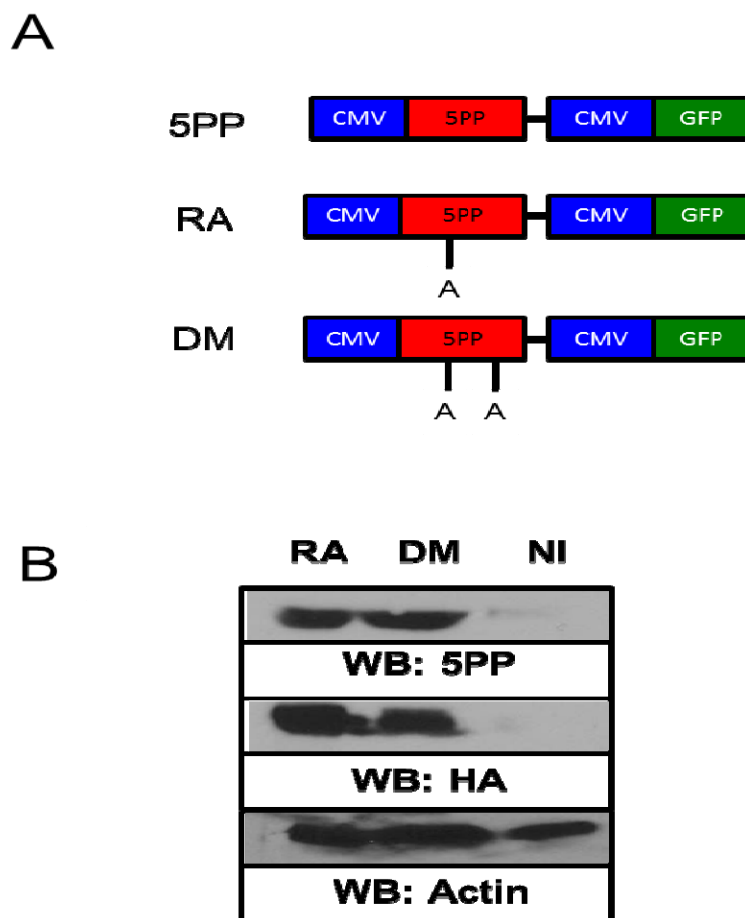 A
5PP CMV 5PP CMV GFP
RA CMV 5PP CMV GFP
A
DM CMV 5PP CMV GFP
A A
B
RA DM NI
WB: 5PP
WB: HA
WB: Actin